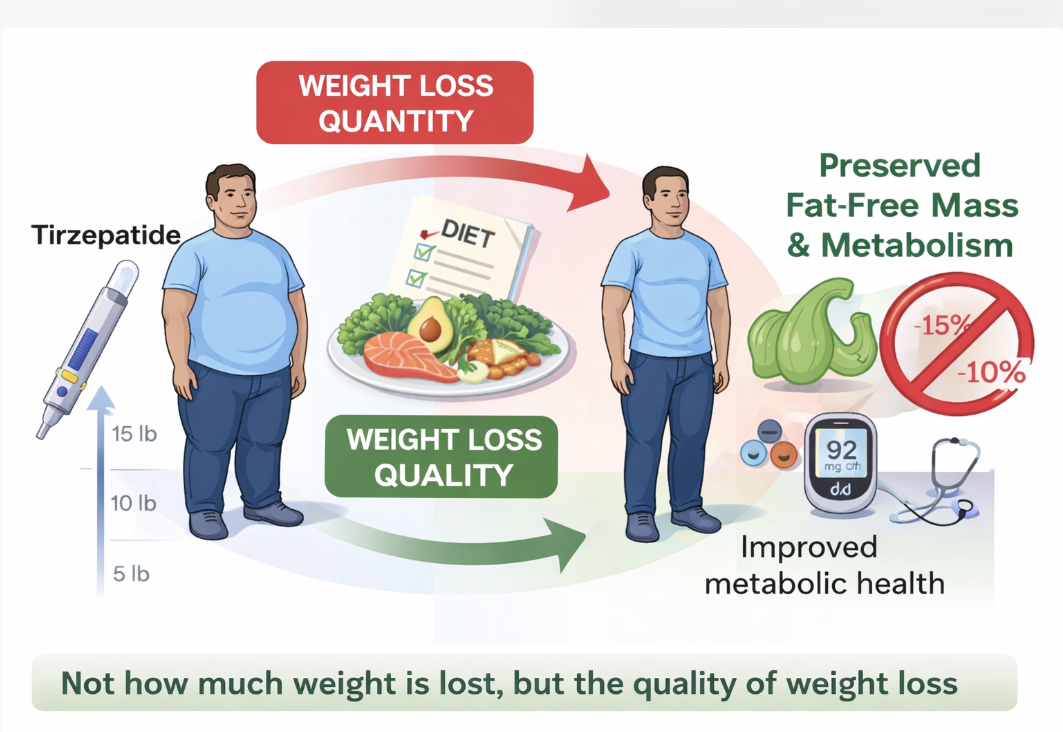 WEIGHT LOSS
QUANTITY
Preserved
Fat-Free Mass
& Metabolism
Tirzepatide
DIET
-15%
-10%
15 lb
10 lb
5 lb
WEIGHT LOSS
QUALITY
92
Improved
metabolic health
Not how much weight is lost, but the quality of weight loss